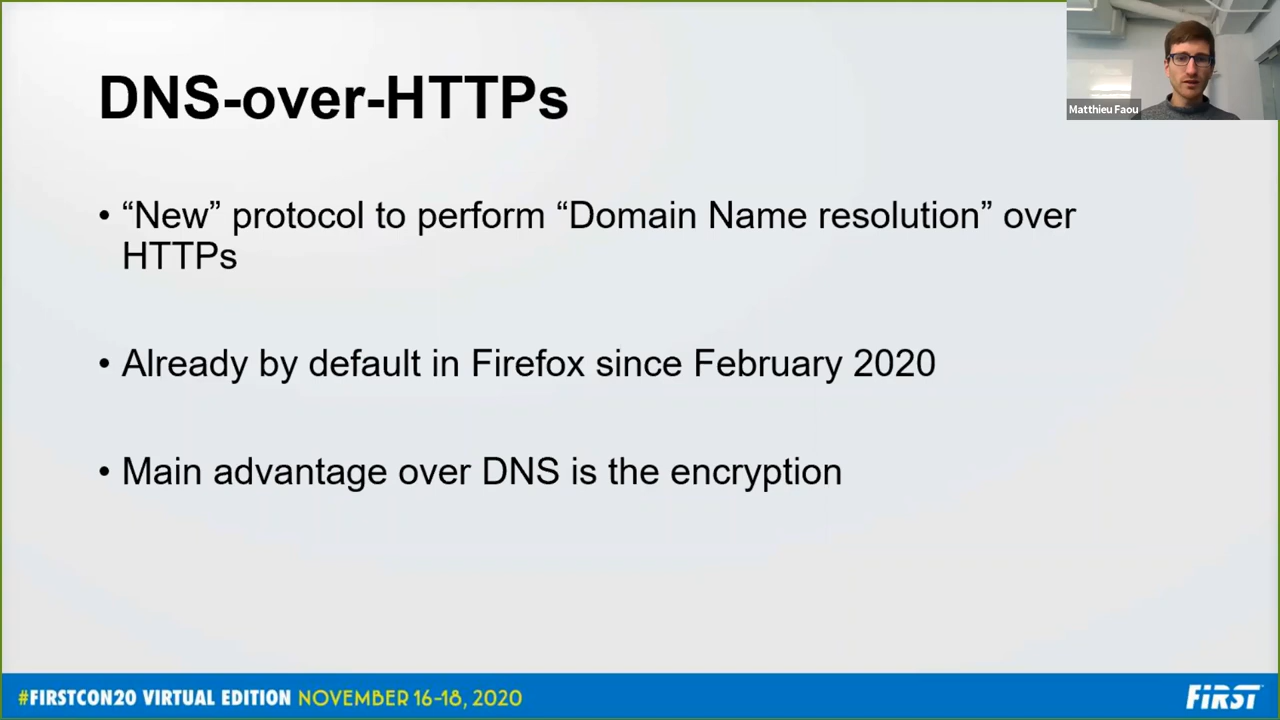 DNS-over-HTTPs
Matthieu Faou
• “New” protocol to perform “Domain Name resolution” over
HTTPs
• Already by default in Firefox since February 2020
• Main advantage over DNS is the encryption
#FIRSTCON20 VIRTUAL EDITION NOVEMBER 16-18, 2020
FiRST